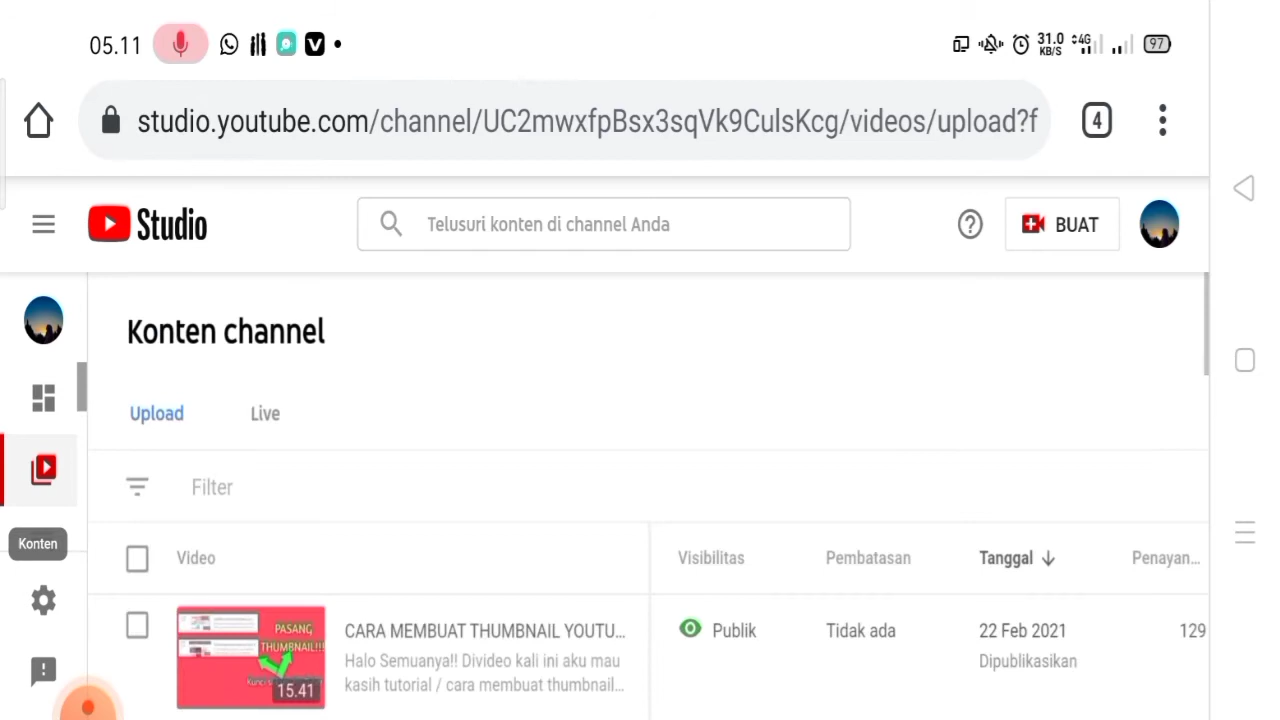 05.11
31.0
KB/S
4G
97
studio.youtube.com/channel/UC2mwxfpBsx3sqVk9CulsKcg/videos/upload?f
4
Studio
Telusuri konten di channel Anda
BUAT
Konten channel
Upload
Live
Filter
Konten
Video
Visibilitas
Pembatasan
Tanggal
Penayan...
PASANG
THUMBNAIL!!!
15.41
CARA MEMBUAT THUMBNAIL YOUTU...
Halo Semuanya!! Divideo kali ini aku mau
kasih tutorial / cara membuat thumbnail...
Publik
Tidak ada
22 Feb 2021
Dipublikasikan
129